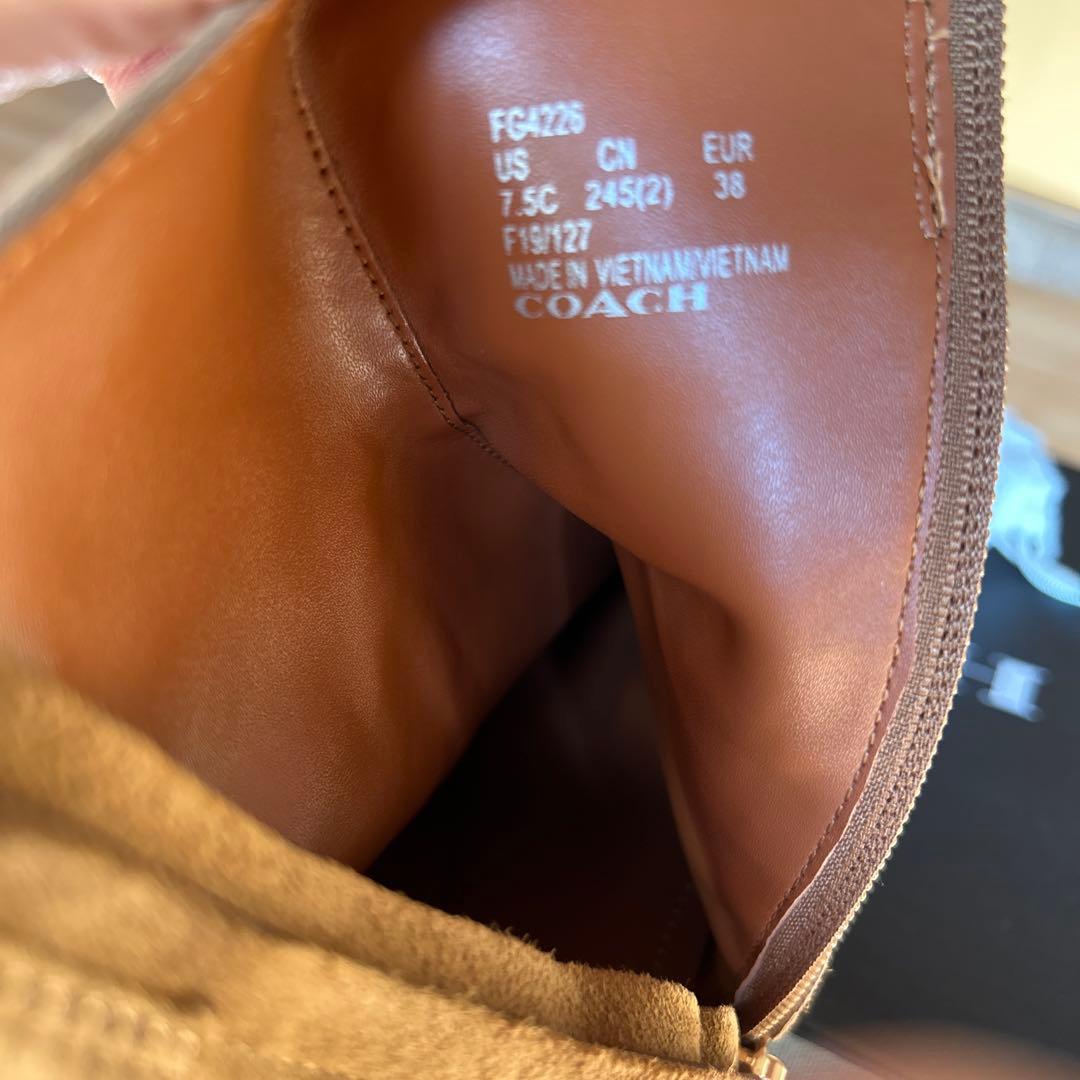 FG4226
US CN EUR
7.5C 245(2) 38
F19/127
MADE IN VIETNAM/VIETNAM
COACH